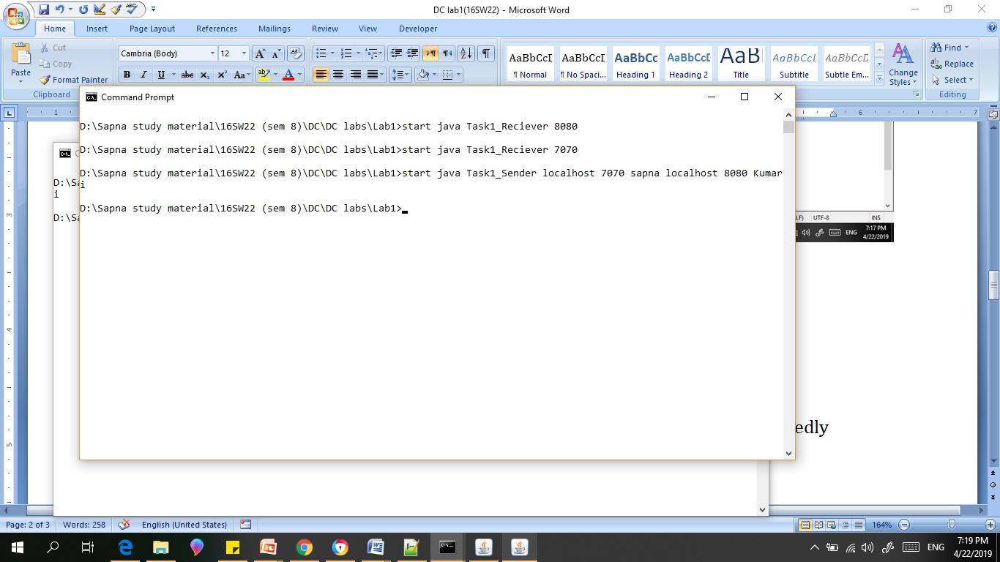 DC lab1(16SW22) - Microsoft Word
Home Insert Page Layout References Mailings Review View Developer
Paste
Cut
Copy
Format Painter
Clipboard
Cambria (Body) 12
AaBbCcI AaBbCcI AaBbCc AaBbCcI AaB AaBbCcL AaBbCcD
¶ Normal ¶ No Spaci... Heading 1 Heading 2 Title Subtitle Subtle Em...
Change Styles
Find
Replace
Select
Editing
Command Prompt
D:\Sapna study material\16SW22 (sem 8)\DC\DC labs\Lab1>start java Task1_Reciever 8080
D:\Sapna study material\16SW22 (sem 8)\DC\DC labs\Lab1>start java Task1_Reciever 7070
D:\Sapna study material\16SW22 (sem 8)\DC\DC labs\Lab1>start java Task1_Sender localhost 7070 sapna localhost 8080 Kumar
i
D:\Sapna study material\16SW22 (sem 8)\DC\DC labs\Lab1>
D:\Sa
i
D:\Sa
LF) UTF-8 INS
ENG 7:17 PM
4/22/2019
edly
Page: 2 of 3 Words: 258 English (United States) 164%
ENG 7:19 PM
4/22/2019